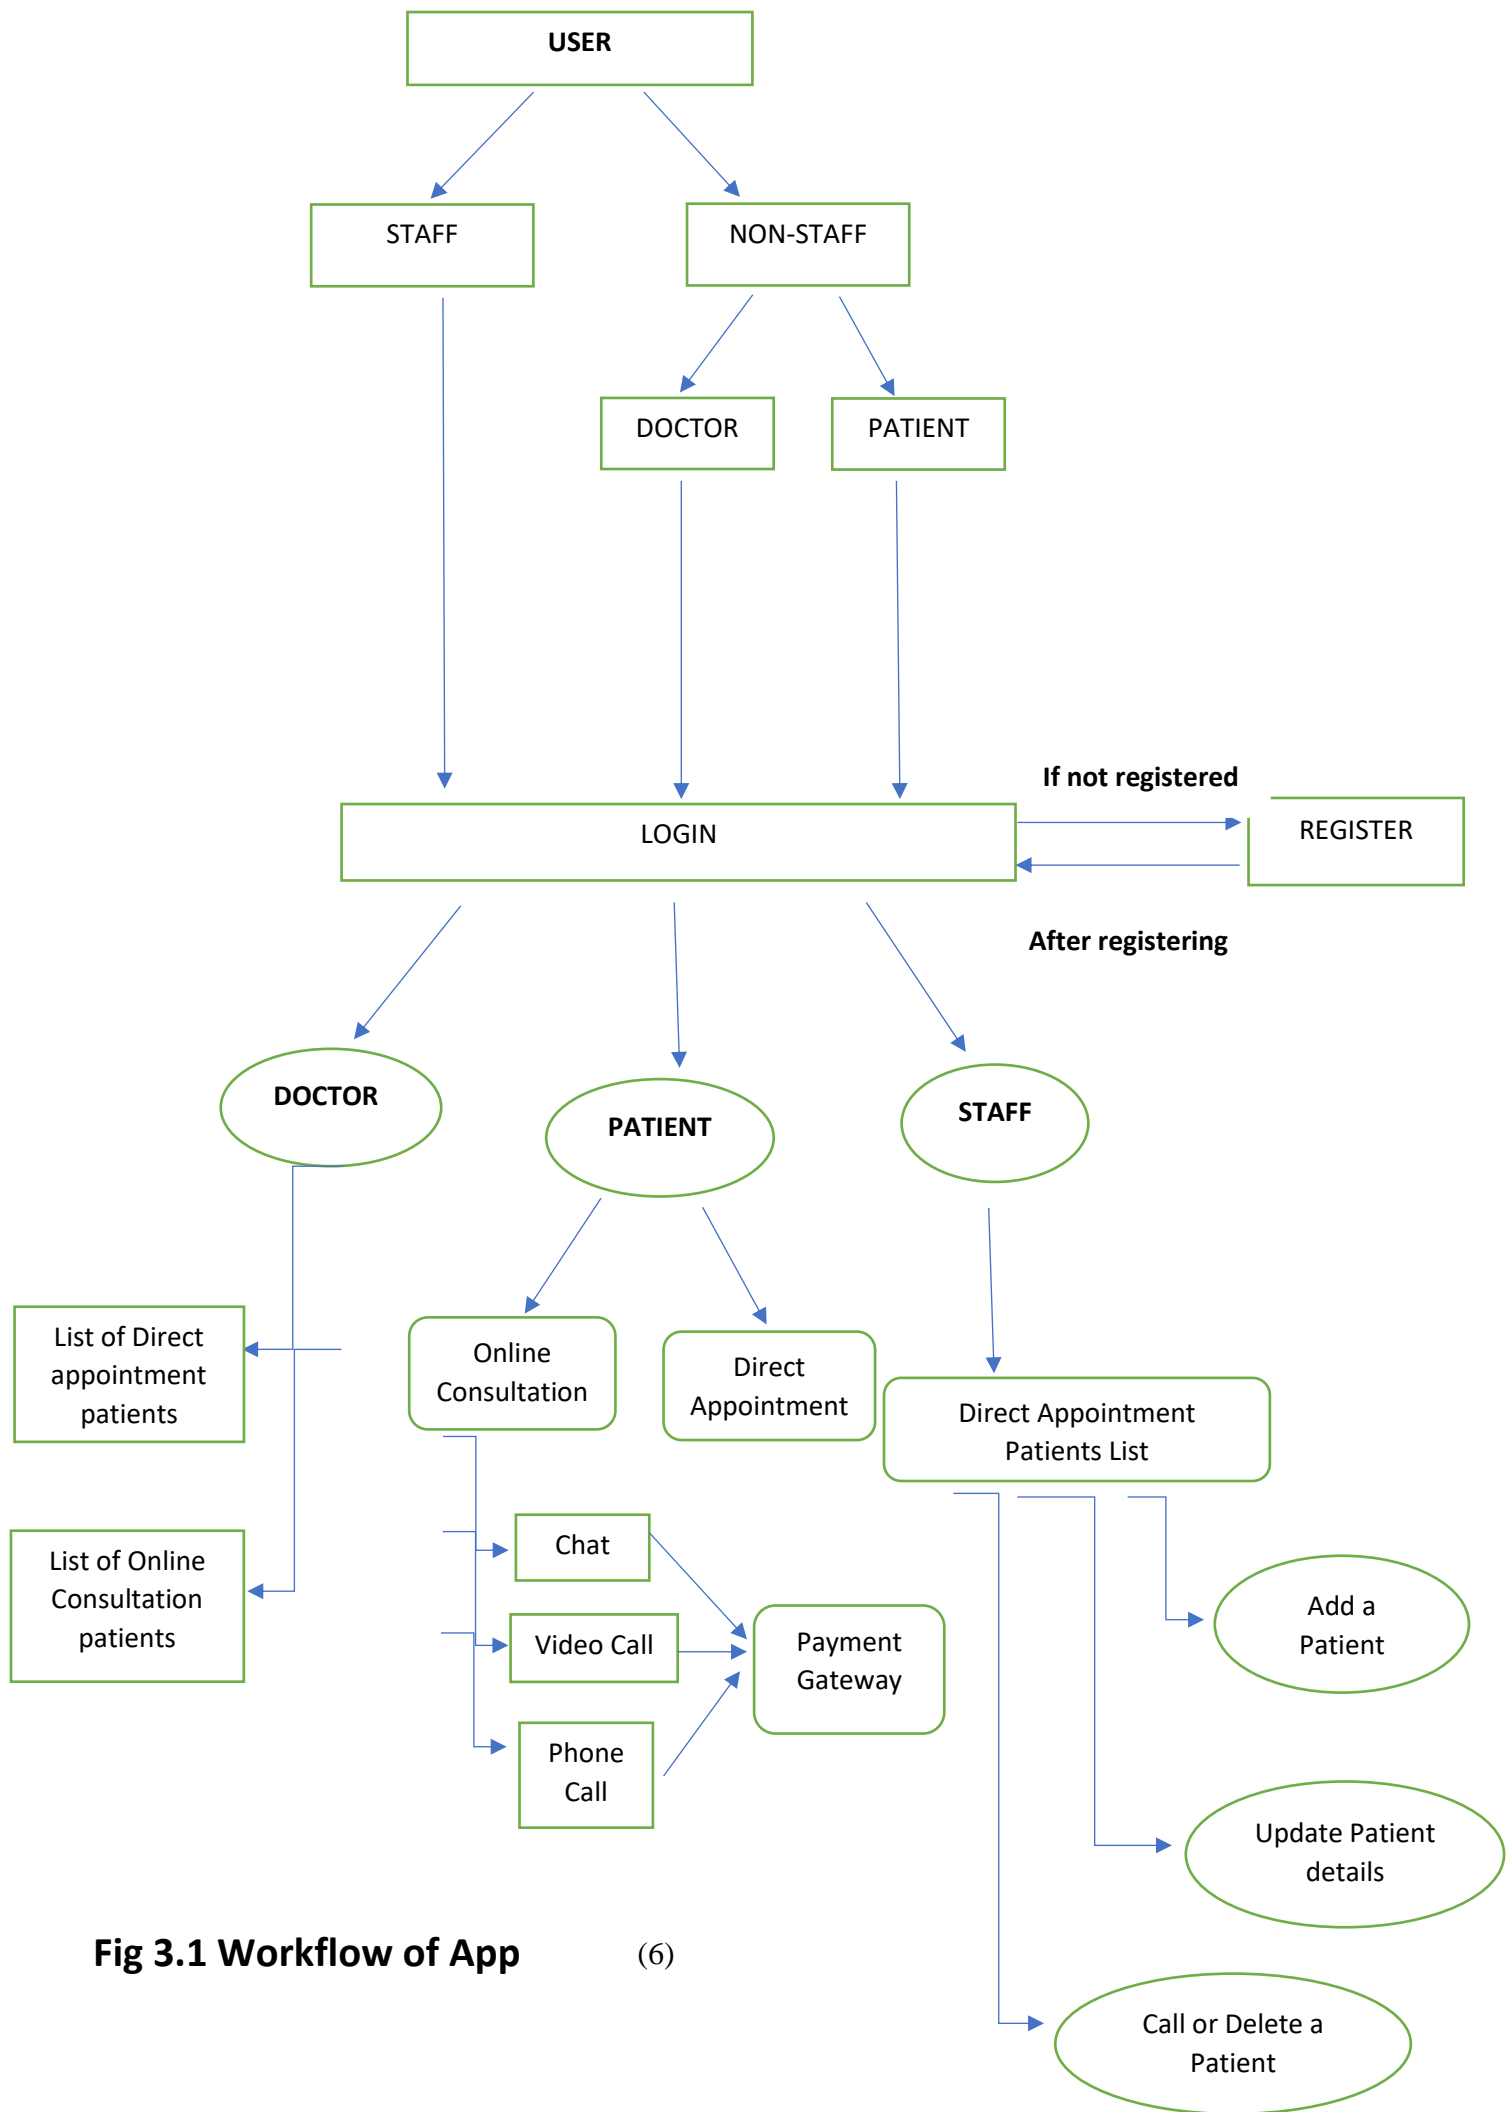 USER
STAFF
NON-STAFF
DOCTOR
PATIENT
If not registered
LOGIN
REGISTER
After registering
DOCTOR
PATIENT
STAFF
List of Direct
appointment
patients
Online
Consultation
Direct
Appointment
Direct Appointment
Patients List
List of Online
Consultation
patients
Chat
Video Call
Phone
Call
Payment
Gateway
Add a
Patient
Update Patient
details
Call or Delete a
Patient
Fig 3.1 Workflow of App
(6)